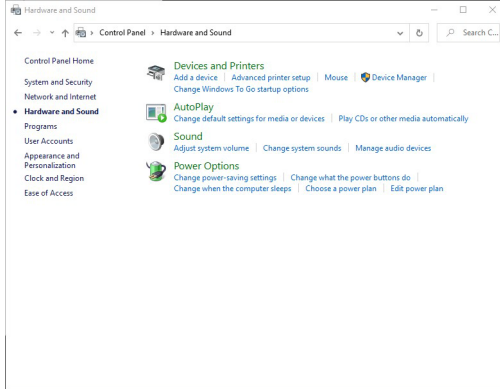 Hardware and Sound
Control Panel > Hardware and Sound
Search C...
Control Panel Home
System and Security
Network and Internet
Hardware and Sound
Programs
User Accounts
Appearance and
Personalization
Clock and Region
Ease of Access
Devices and Printers
Add a device | Advanced printer setup | Mouse | Device Manager |
Change Windows To Go startup options
AutoPlay
Change default settings for media or devices | Play CDs or other media automatically
Sound
Adjust system volume | Change system sounds | Manage audio devices
Power Options
Change power-saving settings | Change what the power buttons do |
Change when the computer sleeps | Choose a power plan | Edit power plan